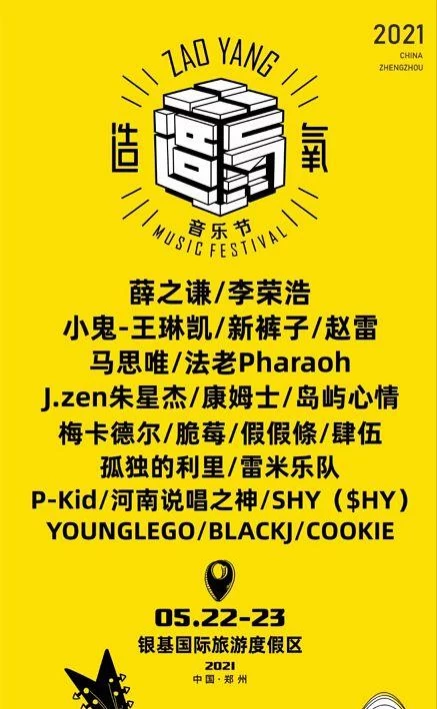 2021
CHINA
ZHENGZHOU
ZAO YANG
造氧
造氧
音乐节
MUSIC FESTIVAL
薛之谦/李荣浩
小鬼-王琳凯/新裤子/赵雷
马思唯/法老Pharaoh
J.zen朱星杰/康姆士/岛屿心情
梅卡德尔/脆莓/假假條/肆伍
孤独的利里/雷米乐队
P-Kid/河南说唱之神/SHY（$HY）
YOUNGLEGO/BLACKJ/COOKIE
05.22-23
银基国际旅游度假区
2021
中国·郑州